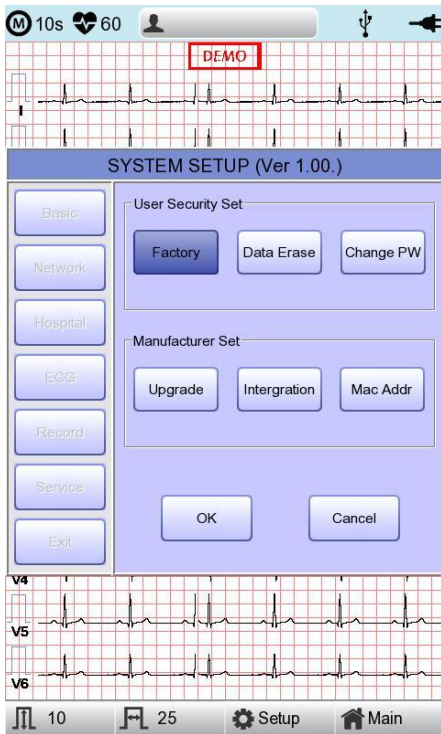 M 10s 60
DEMO
I
SYSTEM SETUP (Ver 1.00.)
Basic
Network
Hospital
ECG
Record
Service
Exit
User Security Set
Factory Data Erase Change PW
Manufacturer Set
Upgrade Intergration Mac Addr
OK Cancel
V4
V5
V6
10 25 Setup Main